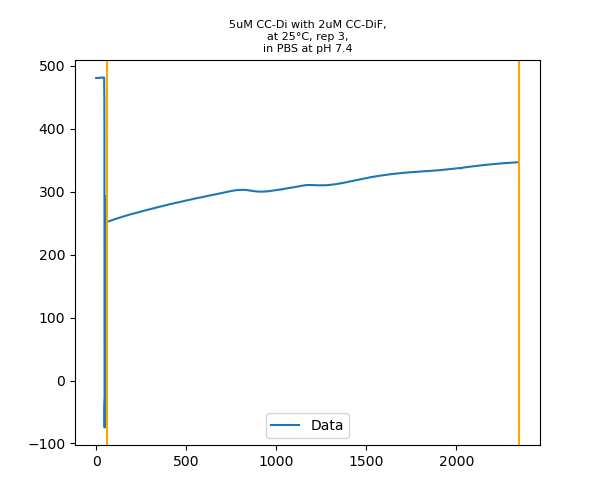 5uM CC-Di with 2uM CC-DiF,
at 25°C, rep 3,
in PBS at pH 7.4
500
400
300
200
100
0
−100
Data
0 500 1000 1500 2000